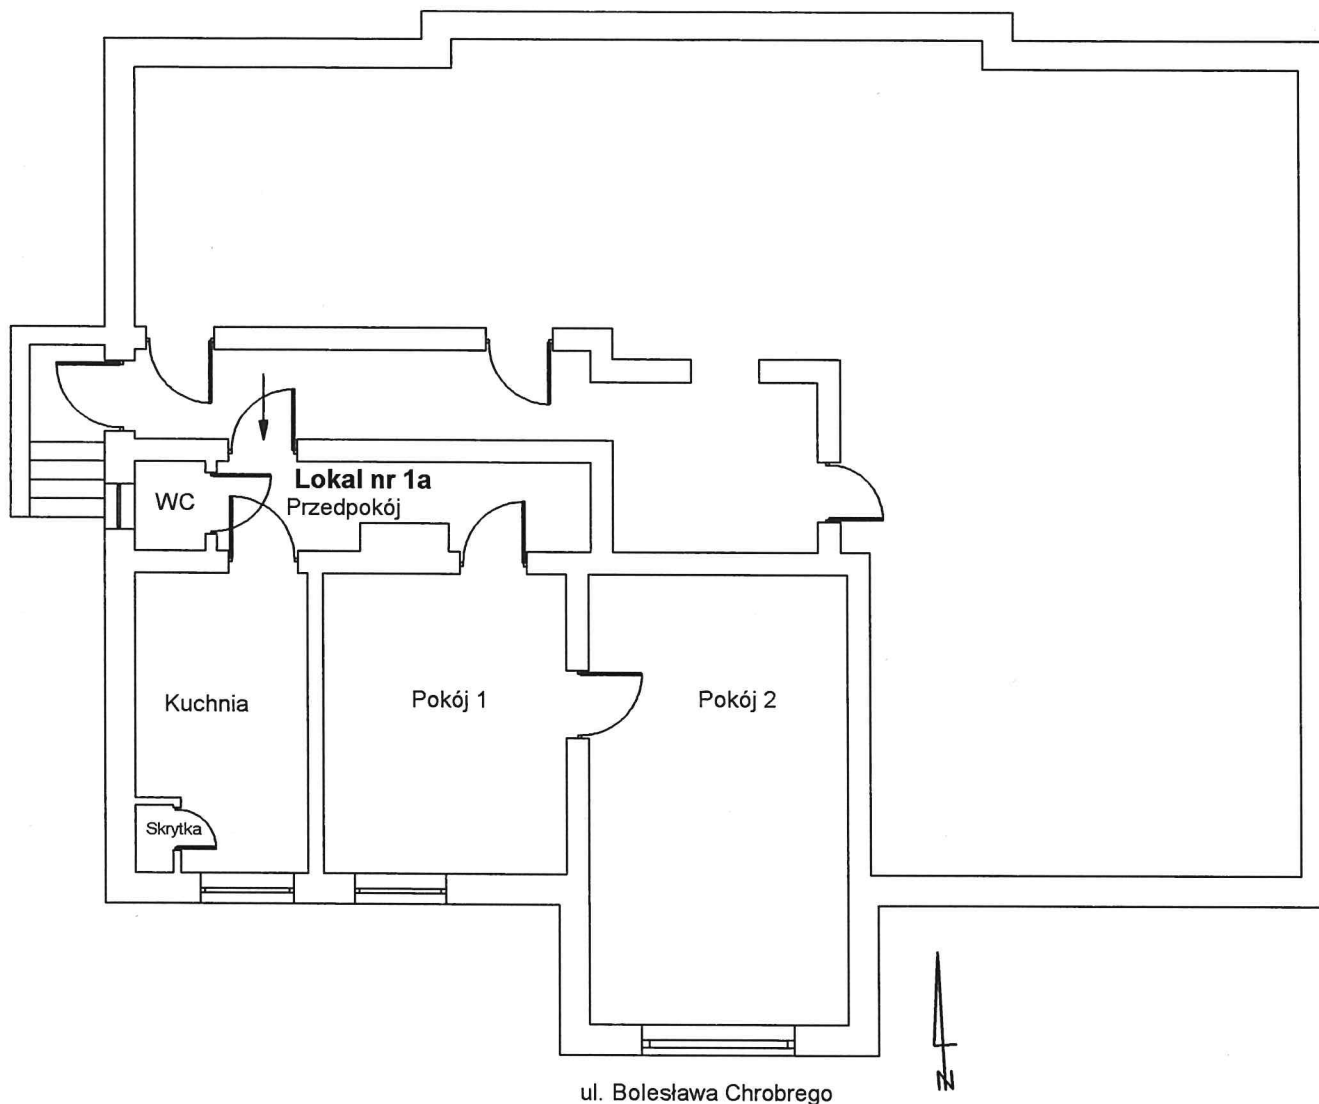 Lokal nr 1a
WC
Przedpokój
Kuchnia
Pokój 1
Pokój 2
Skrytka
N
ul. Bolesława Chrobrego